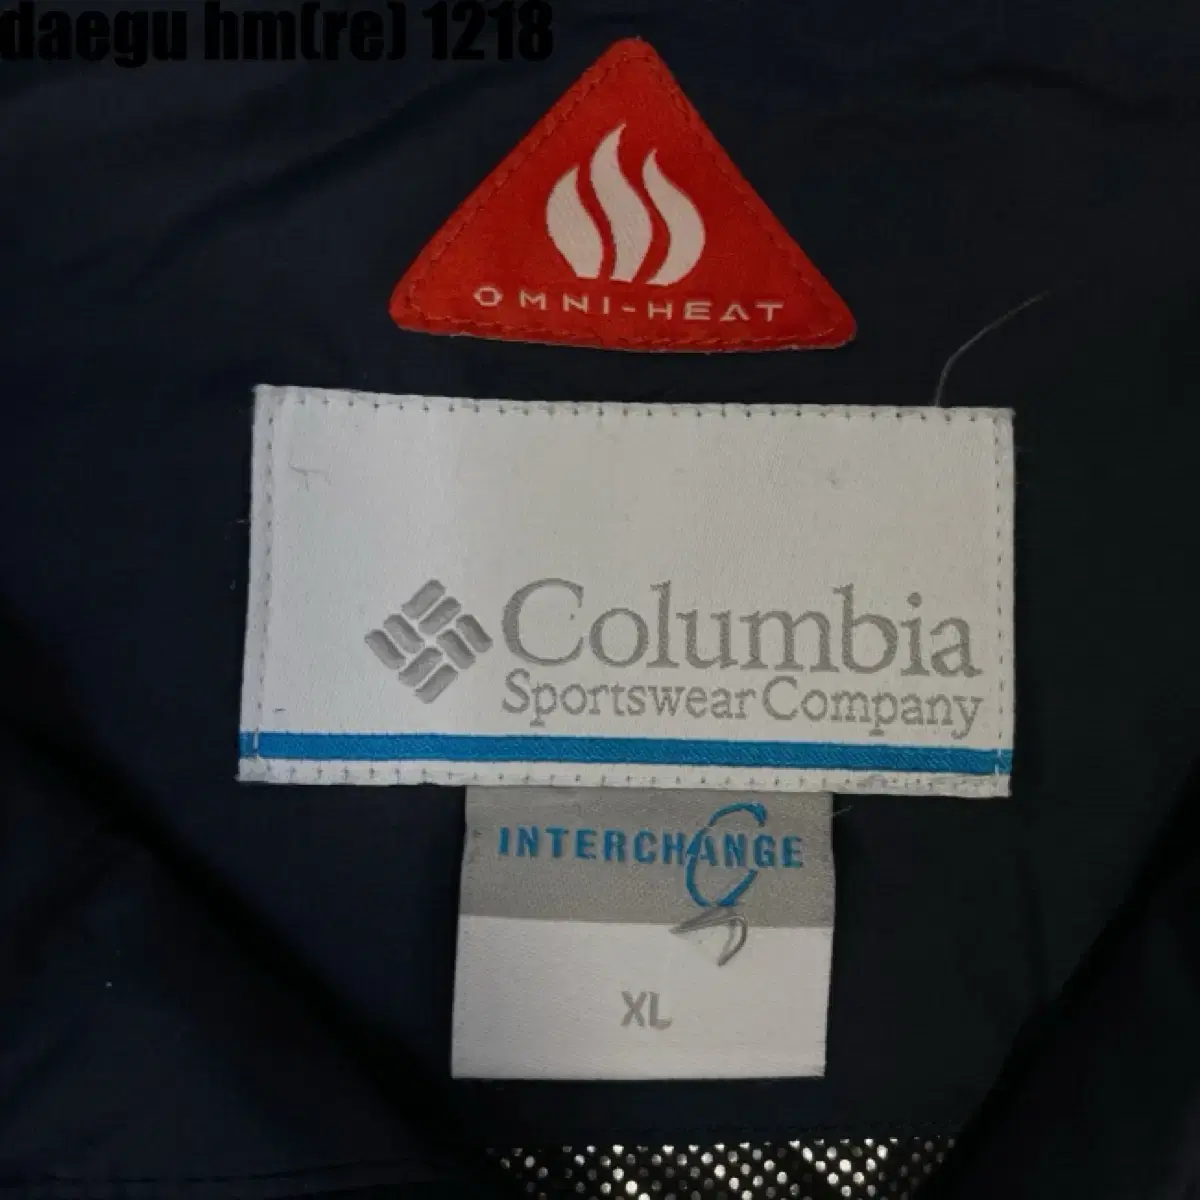 daegu hm(re) 1218
OMNI-HEAT
Columbia
Sportswear Company
INTERCHANGE
XL